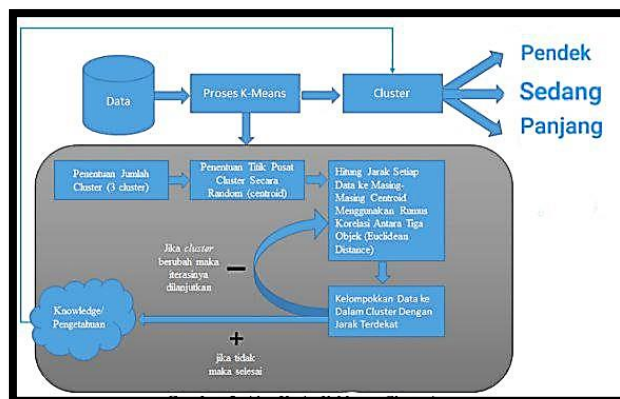 Data
Proses K-Means
Cluster
Pendek
Sedang
Panjang
Penentuan Jumlah
Cluster (3 cluster)
Penentuan Titik Pusat
Cluster Secara
Random (centroid)
Hitung Jarak Setiap
Data ke Masing-
Masing Centroid
Menggunakan Rumus
Korelasi Antara Tiga
Objek (Euclidean
Distance)
Jika cluster
berubah maka
iterasinya
dilanjutkan
−
Kelompokkan Data ke
Dalam Cluster Dengan
Jarak Terdekat
Knowledge/
Pengetahuan
+
jika tidak
maka selesai